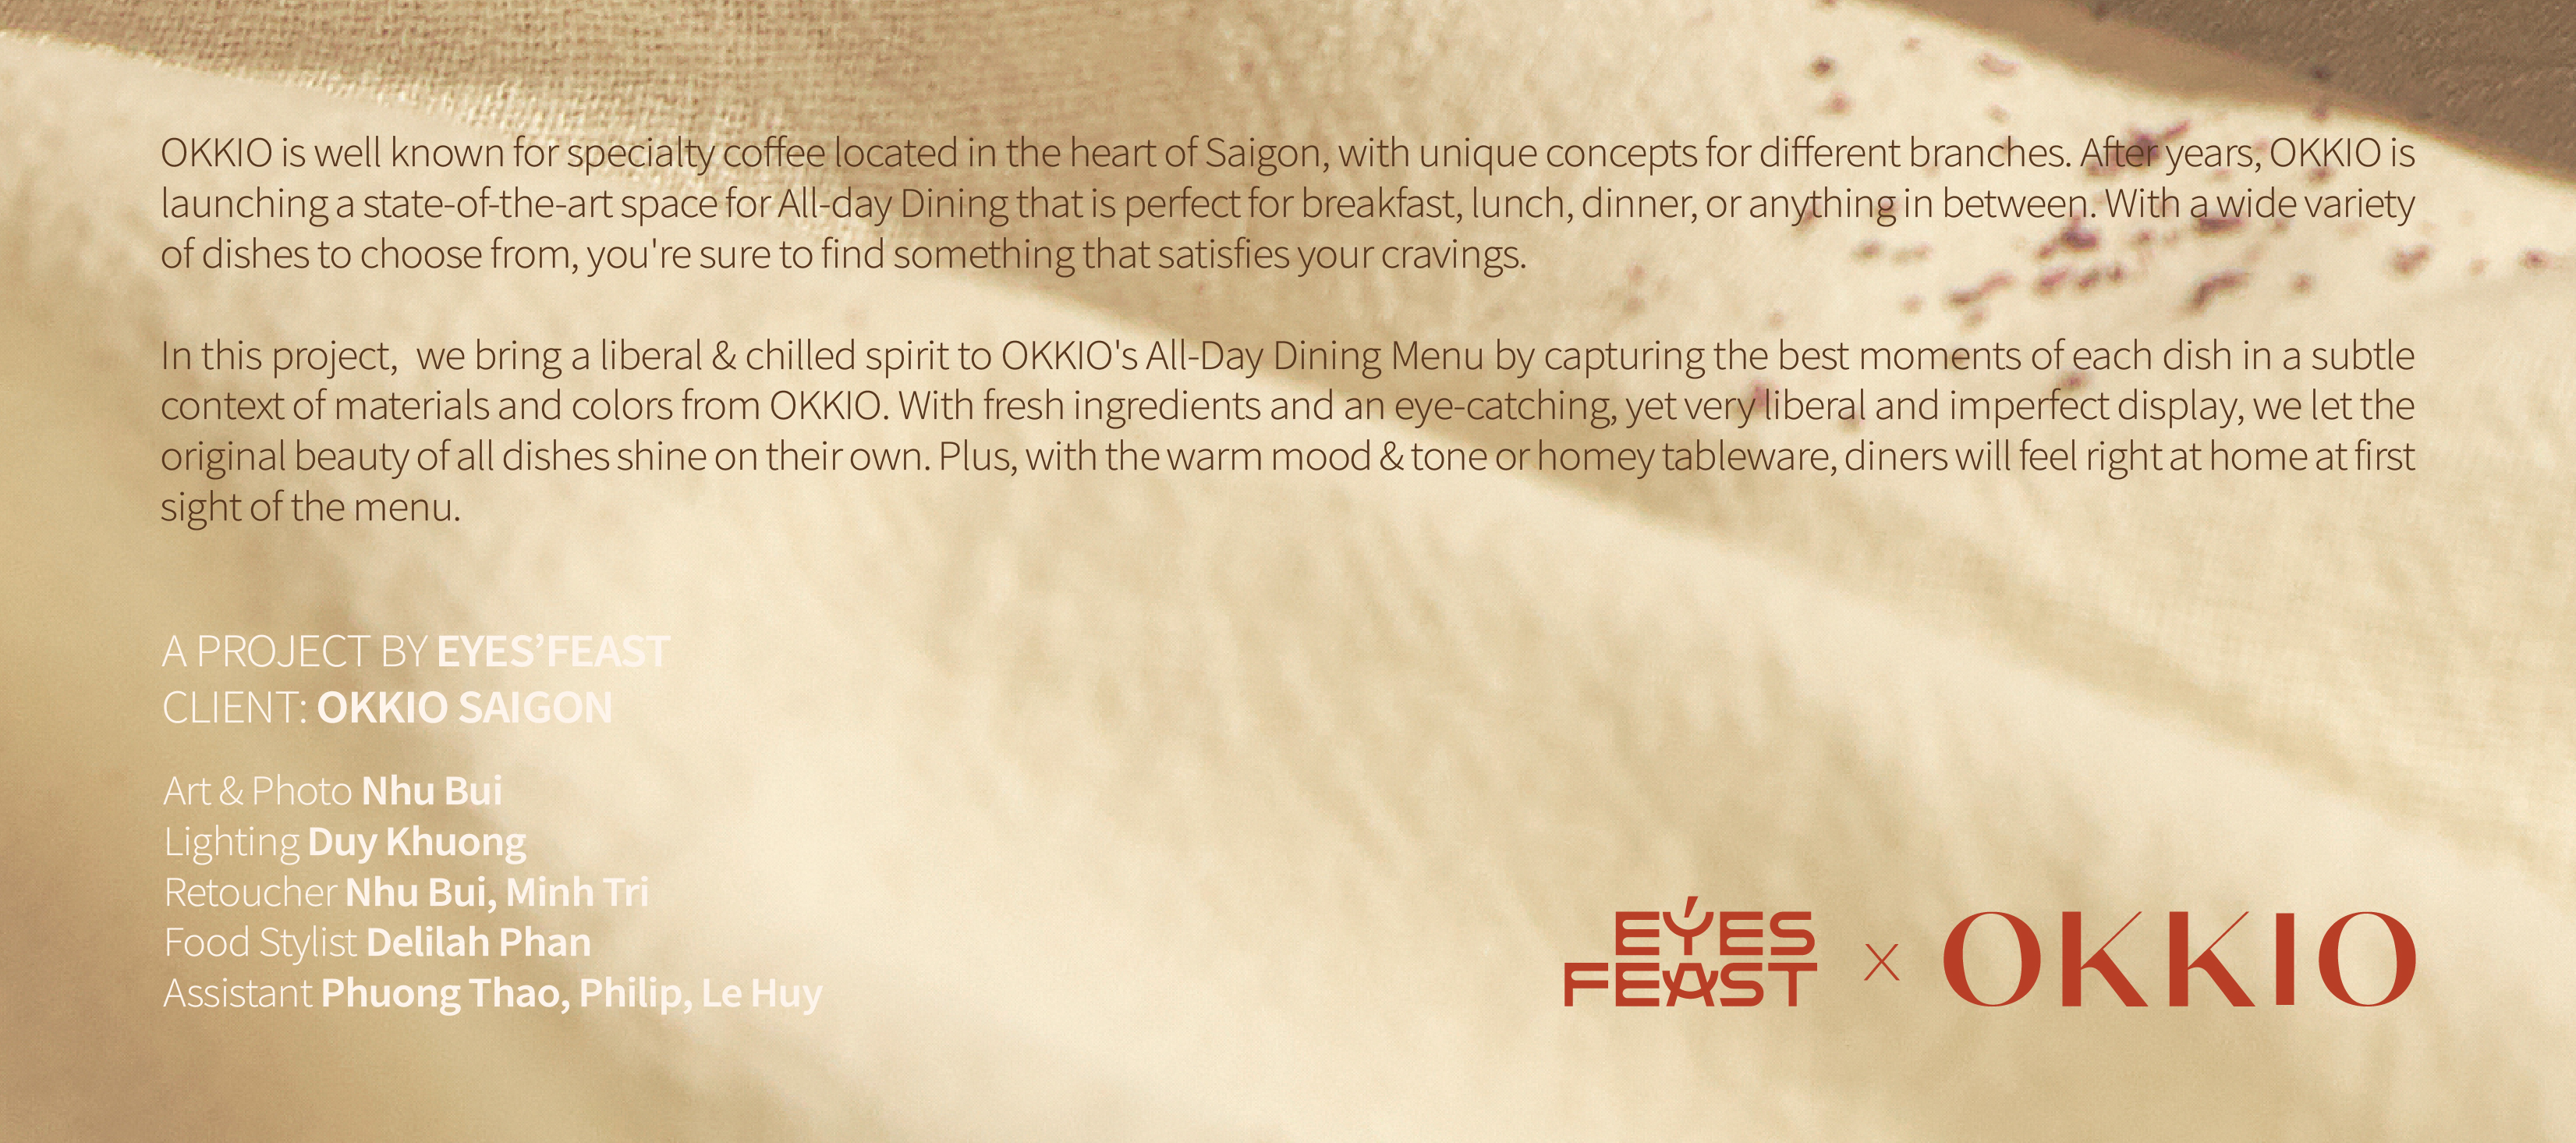 OKKIO is well known for specialty coffee located in the heart of Saigon, with unique concepts for different branches. After years, OKKIO is
launching a state-of-the-art space for All-day Dining that is perfect for breakfast, lunch, dinner, or anything in between. With a wide variety
of dishes to choose from, you're sure to find something that satisfies your cravings.
In this project,  we bring a liberal & chilled spirit to OKKIO's All-Day Dining Menu by capturing the best moments of each dish in a subtle
context of materials and colors from OKKIO. With fresh ingredients and an eye-catching, yet very liberal and imperfect display, we let the
original beauty of all dishes shine on their own. Plus, with the warm mood & tone or homey tableware, diners will feel right at home at first
sight of the menu.
A PROJECT BY EYES’FEAST
CLIENT: OKKIO SAIGON
Art & Photo Nhu Bui
Lighting Duy Khuong
Retoucher Nhu Bui, Minh Tri
Food Stylist Delilah Phan
Assistant Phuong Thao, Philip, Le Huy
EYES
FEAST x OKKIO